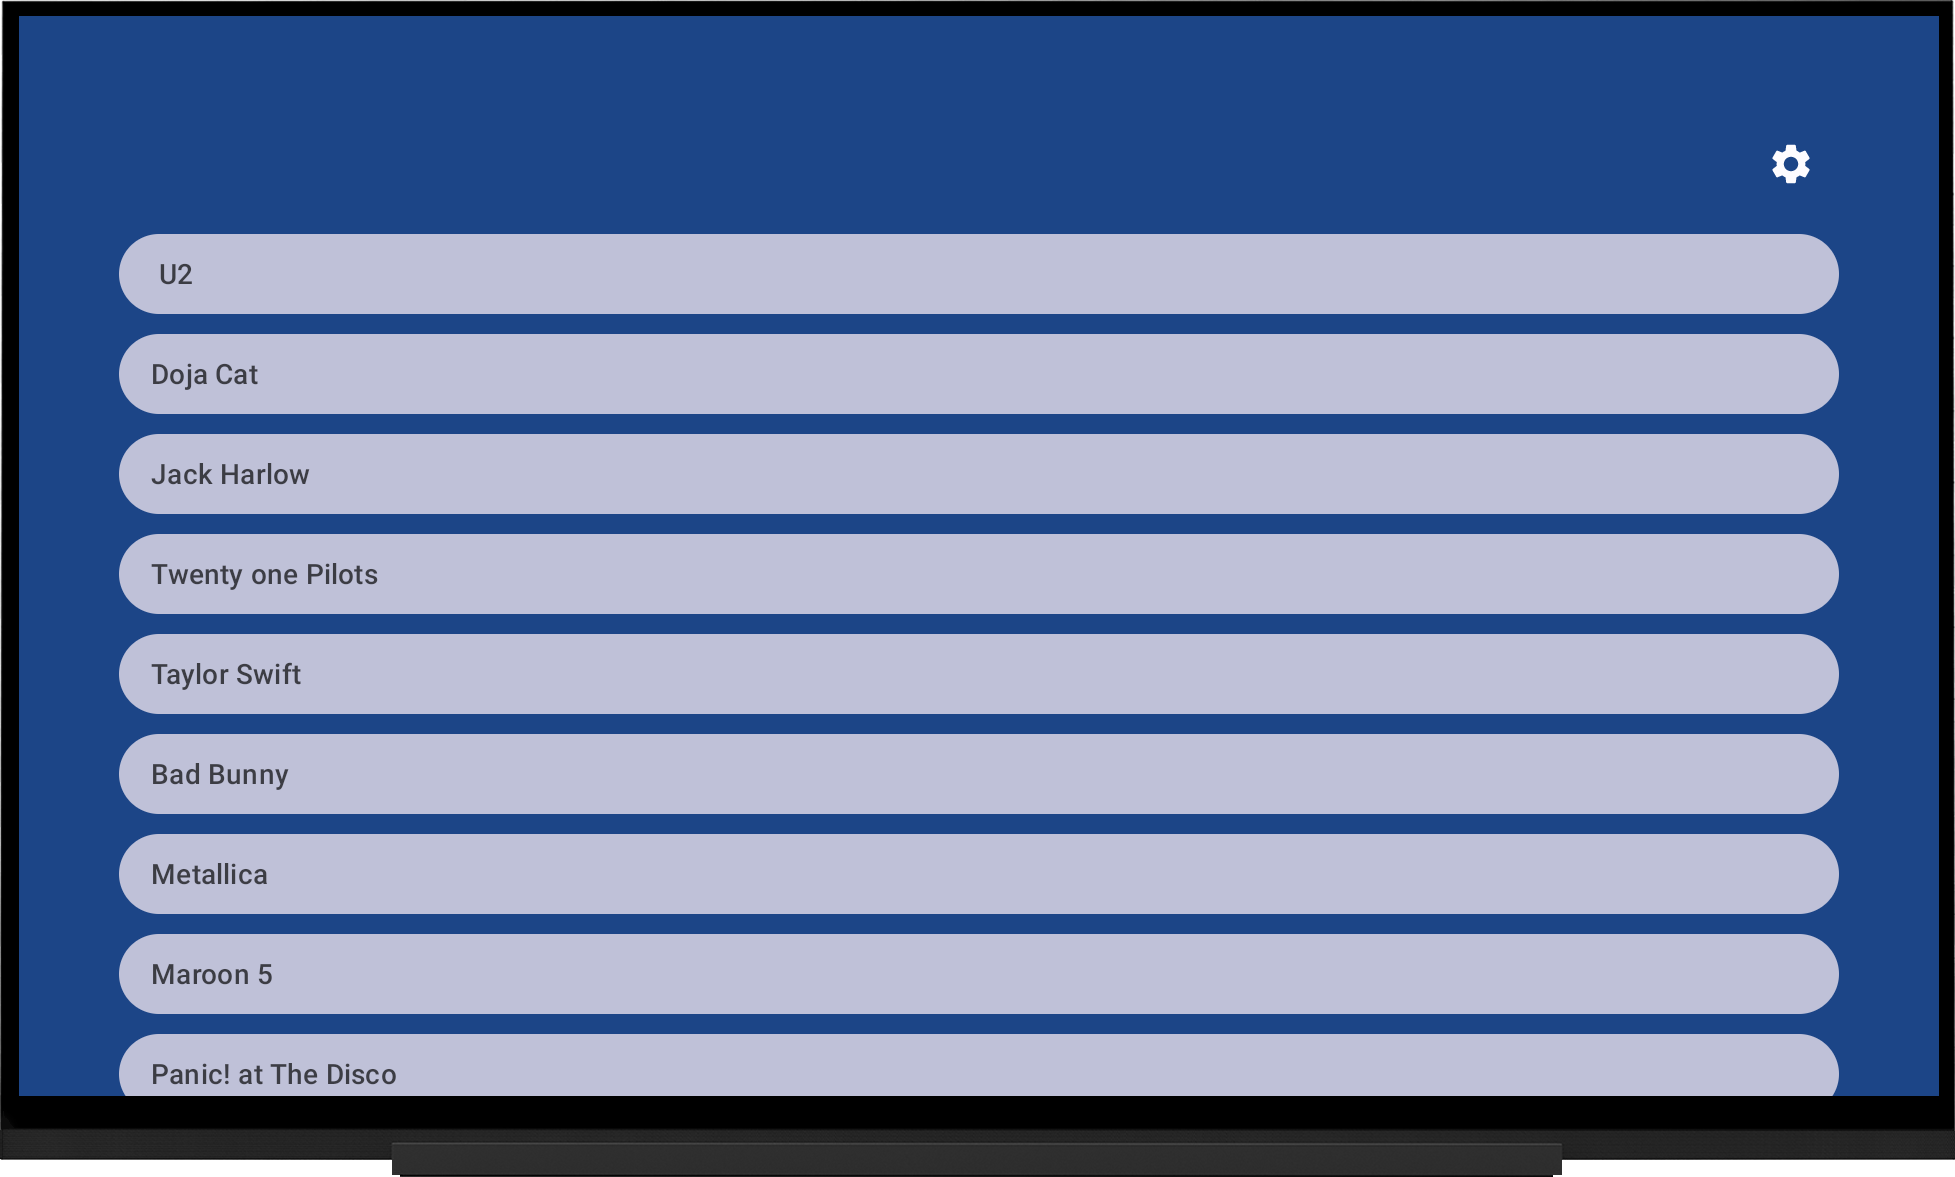 U2
Doja Cat
Jack Harlow
Twenty one Pilots
Taylor Swift
Bad Bunny
Metallica
Maroon 5
Panic! at The Disco